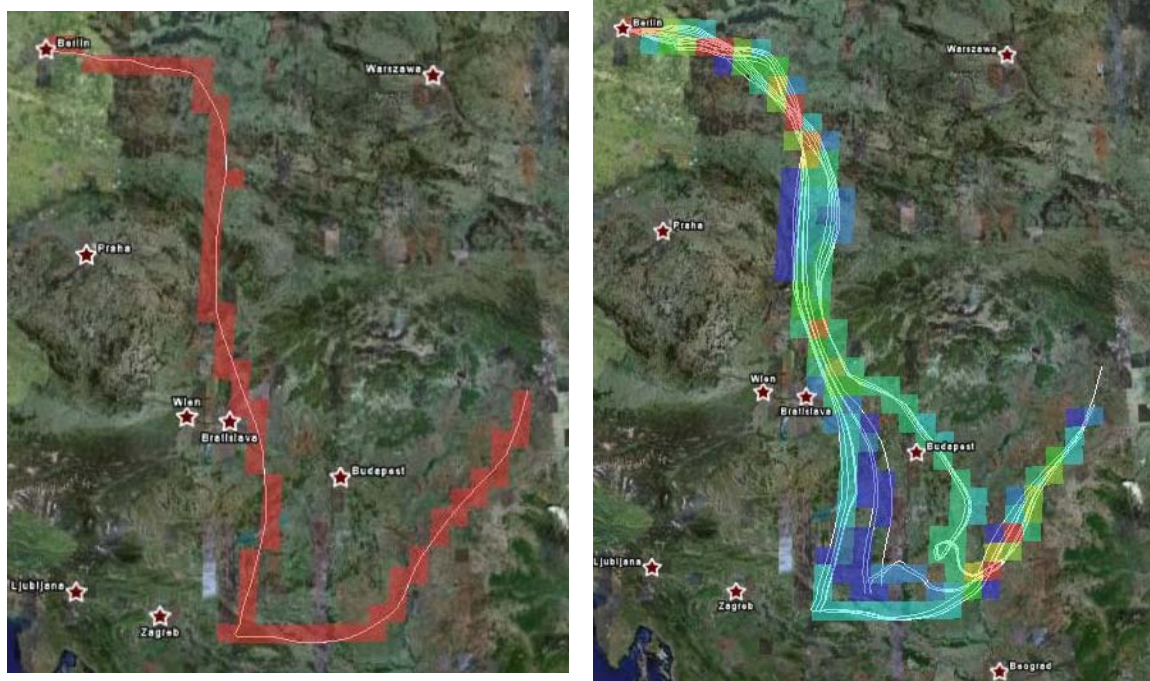 Berlin
Warszawa
Praha
Wien
Bratislava
Budapest
Ljubljana
Zagreb
Berlin
Warszawa
Praha
Wien
Bratislava
Budapest
Ljubljana
Zagreb
Beograd